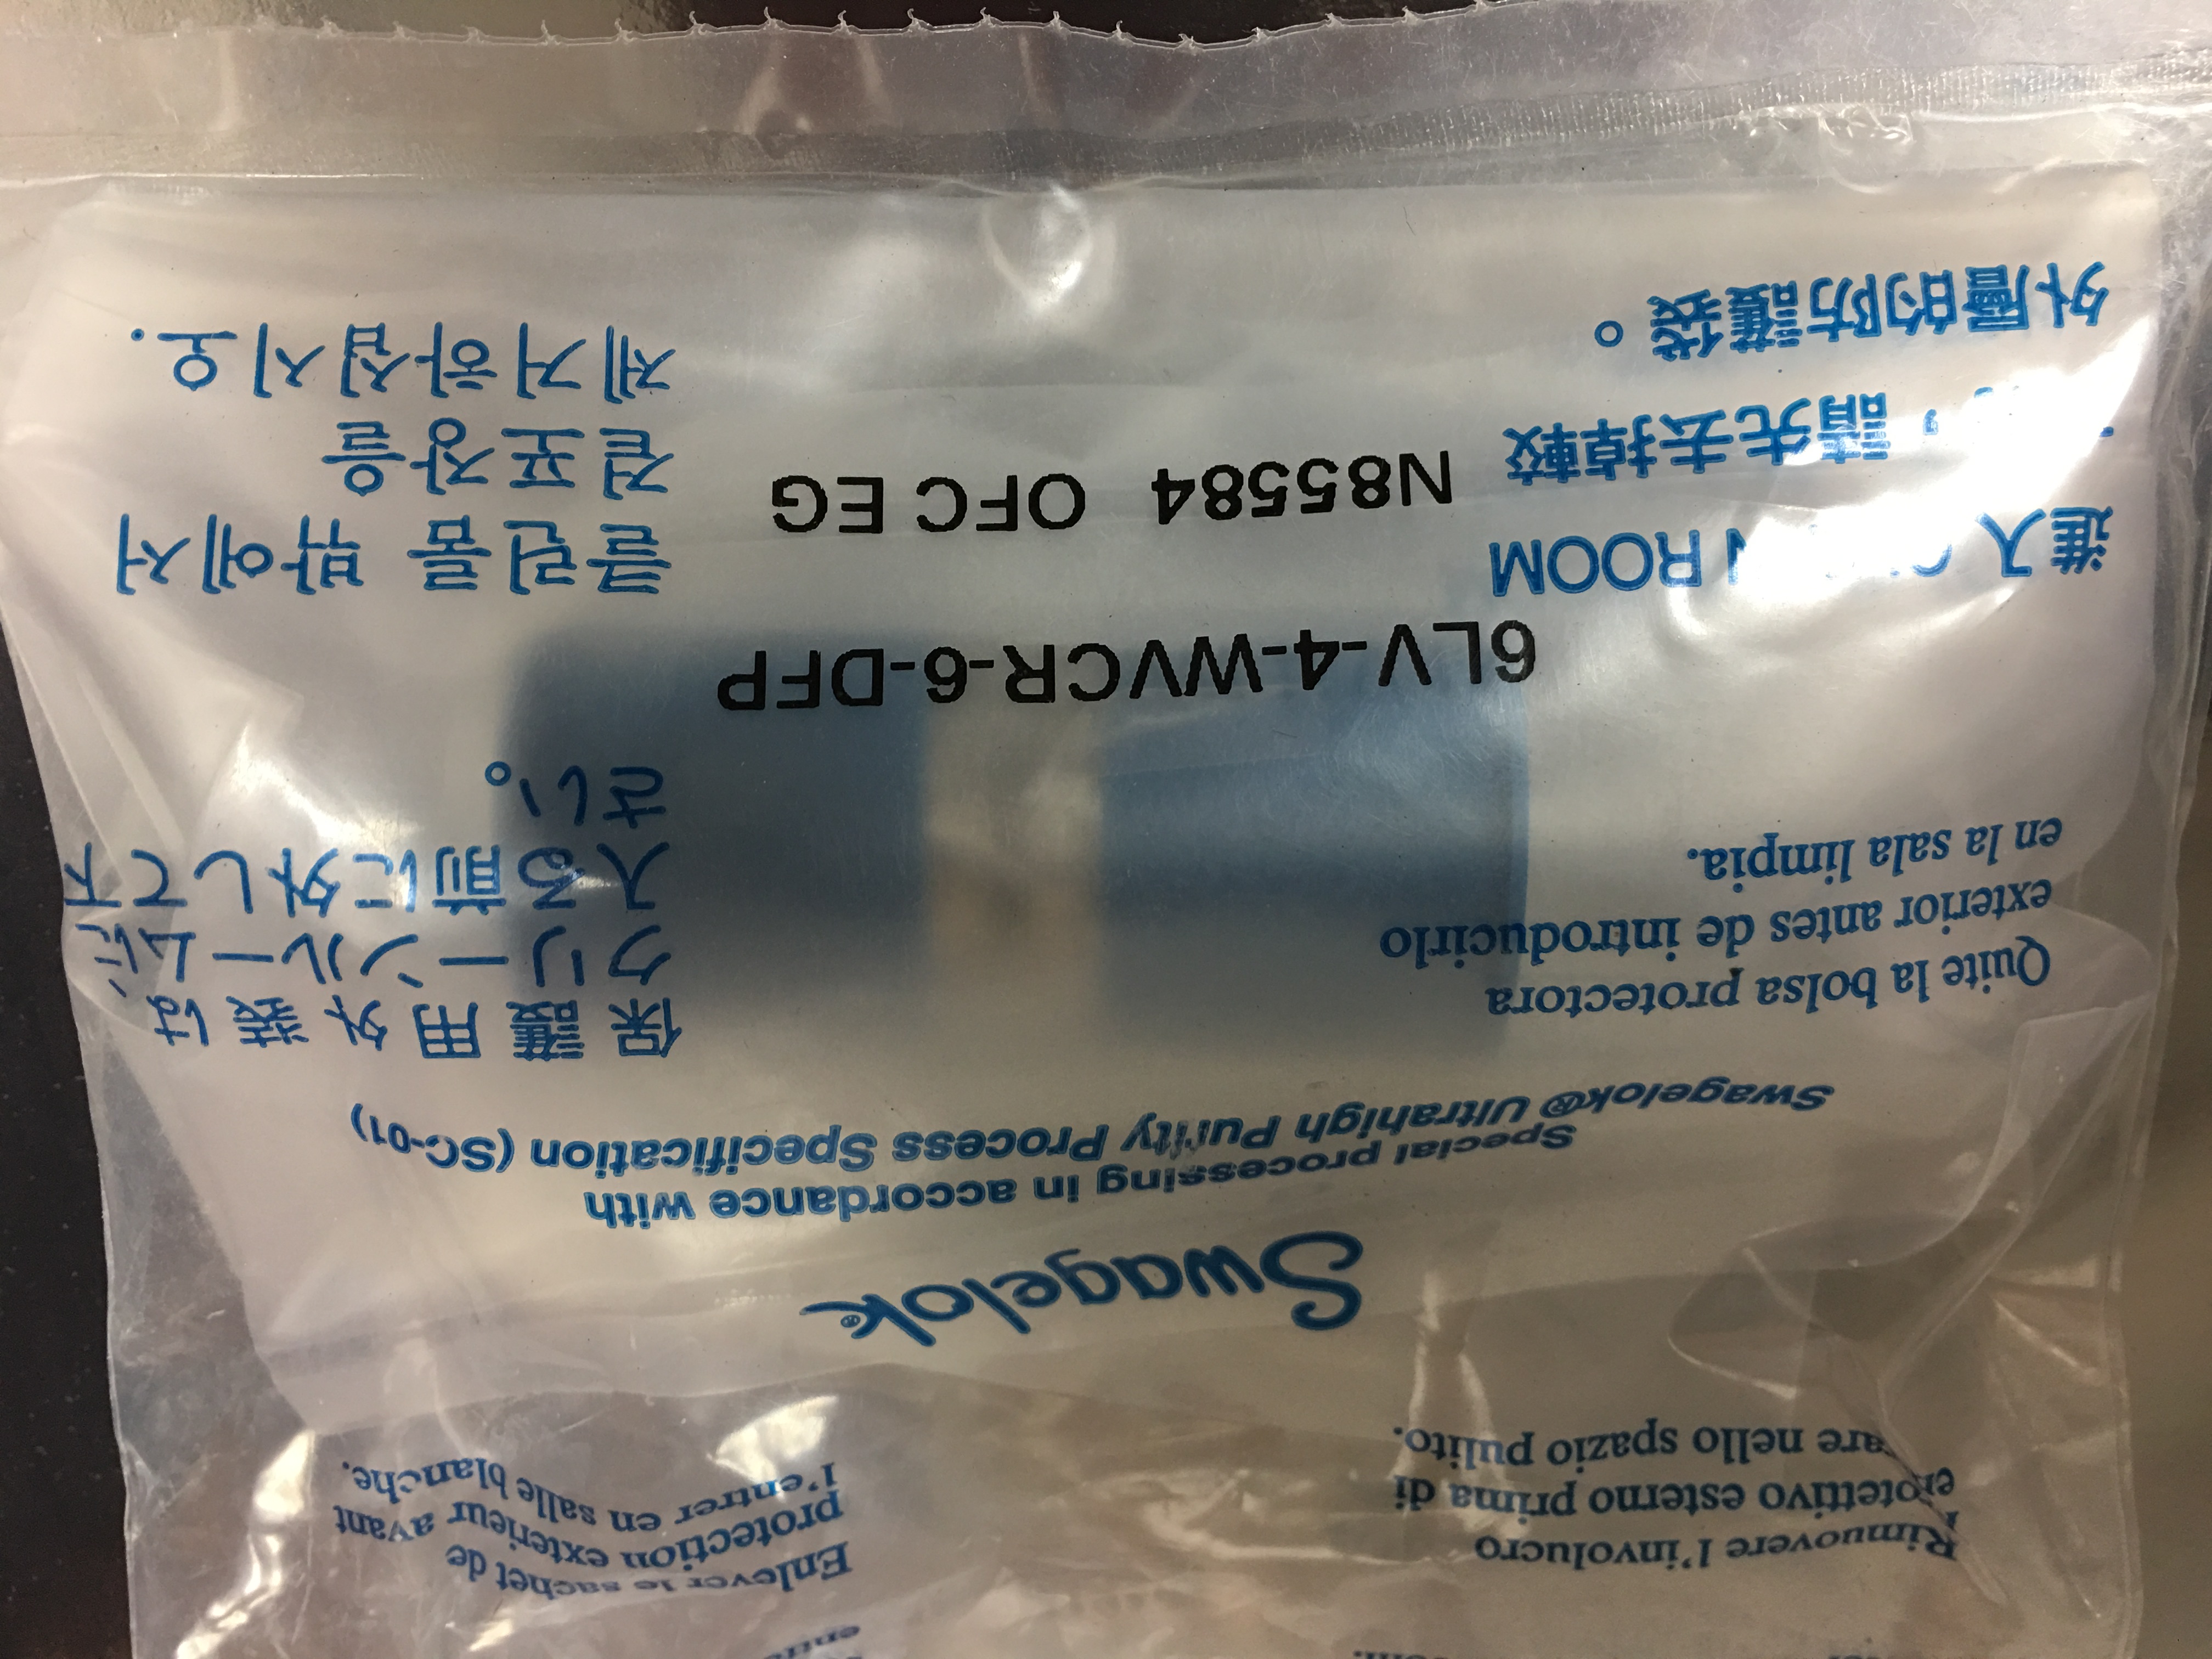 Rimuovere l'involucro
protettivo esterno prima di
are nello spazio pulito.
Enlever le sachet de
protection extérieur avant
l'entrer en salle blanche.
Swagelok®
Special processing in accordance with
Swagelok® Ultrahigh Purity Process Specification (SC-01)
Quite la bolsa protectora
exterior antes de introducirlo
en la sala limpia.
保護用外装は、
クリーンルームに
入る前に外して下
さい。
6LV-4-WVCR-6-DFP
N85584 OFC EG
進入 ROOM
，請先去掉較
外層的防護袋。
클린룸 밖에서
겉포장을
제거하십시오.